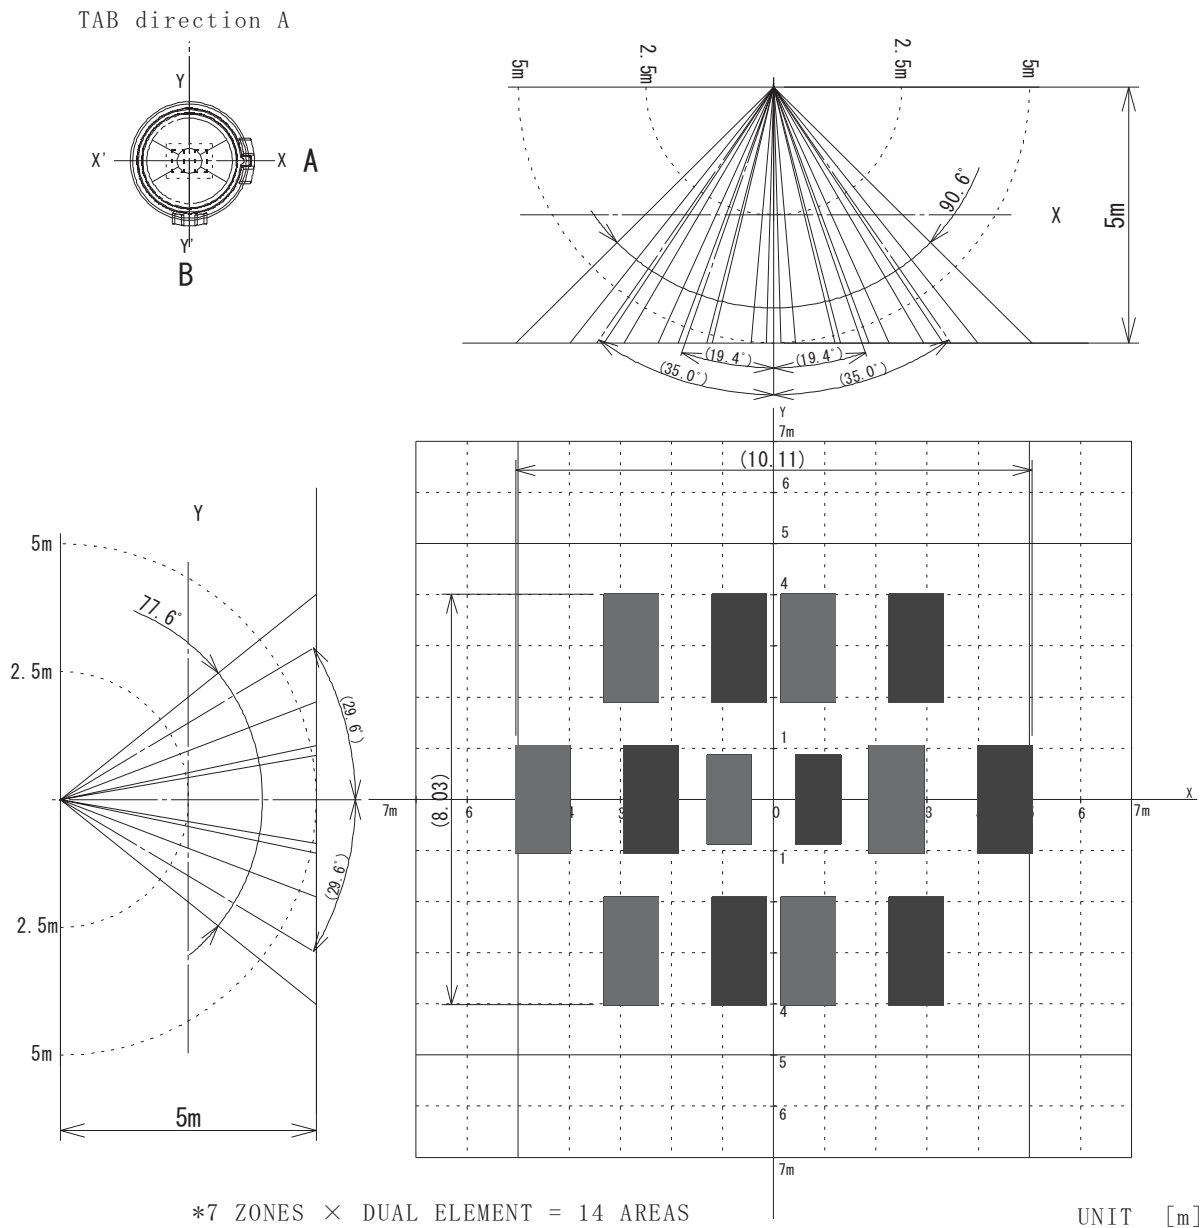 TAB direction A
Y
X'
X
A
Y'
B
5m
2.5m
2.5m
5m
90.6°
X
5m
(19.4°)
(19.4°)
(35.0°)
(35.0°)
Y
7m
(10.11)
6
5
4
1
Y
5m
77.6°
2.5m
(29.6°)
(8.03)
7m
6
4
3
0
3
5
6
7m
X
1
(29.6°)
2.5m
4
5m
5
6
5m
7m
*7 ZONES × DUAL ELEMENT = 14 AREAS
UNIT [m]